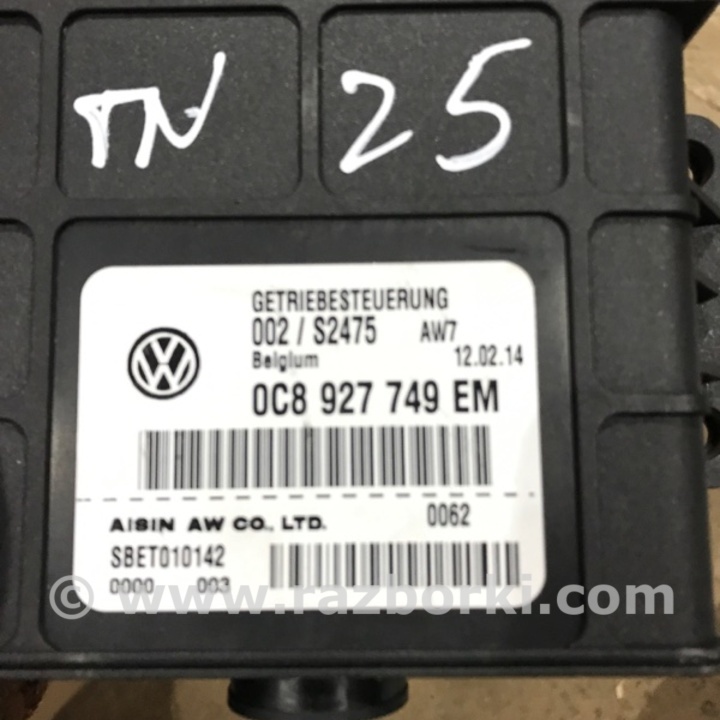 TN 25
GETRIEBESTEUERUNG
002 / S2475 AW7
Belgium 12.02.14
0C8 927 749 EM
AISIN AW CO., LTD. 0062
SBET010142
0000 003
© www.razborki.com